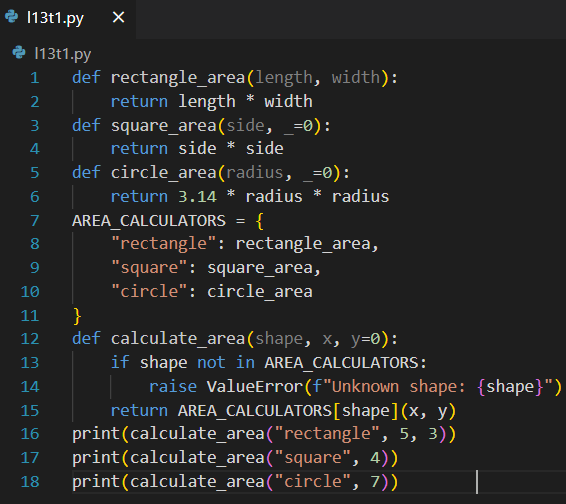 l13t1.py ×
l13t1.py
1 def rectangle_area(length, width):
2     return length * width
3 def square_area(side, _=0):
4     return side * side
5 def circle_area(radius, _=0):
6     return 3.14 * radius * radius
7 AREA_CALCULATORS = {
8     "rectangle": rectangle_area,
9     "square": square_area,
10     "circle": circle_area
11 }
12 def calculate_area(shape, x, y=0):
13     if shape not in AREA_CALCULATORS:
14         raise ValueError(f"Unknown shape: {shape}")
15     return AREA_CALCULATORS[shape](x, y)
16 print(calculate_area("rectangle", 5, 3))
17 print(calculate_area("square", 4))
18 print(calculate_area("circle", 7))